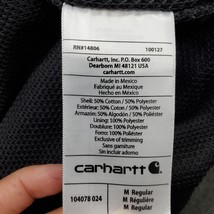 RN#14806 100127
Carhartt, Inc. P.O. Box 600
Dearborn MI 48121 USA
carhartt.com
Made in Mexico
Fabriqué au Mexique
Hecho en México
Shell: 50% Cotton / 50% Polyester
Extérieur: 50% Coton / 50% Polyester
Armazón: 50% Algodón / 50% Poliéster
Lining: 100% Polyester
Doublure: 100% Polyester
Forro: 100% Poliéster
Exclusive of trimming
Sans garniture
Sin incluir adorno
carhartt
104078 024
M Regular
M Régulière
M Regular